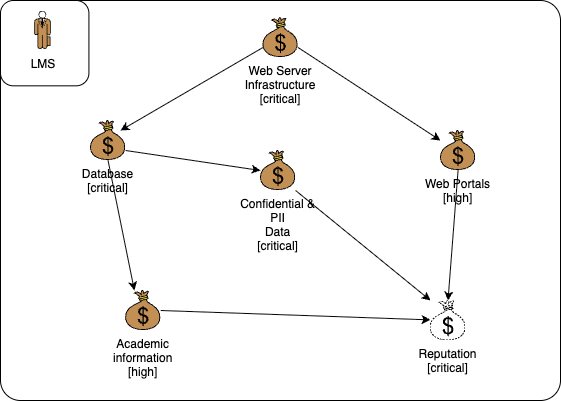 LMS
$
Web Server
Infrastructure
[critical]
$
Database
[critical]
$
Confidential &
PII
Data
[critical]
$
Web Portals
[high]
$
Academic
information
[high]
$
Reputation
[critical]